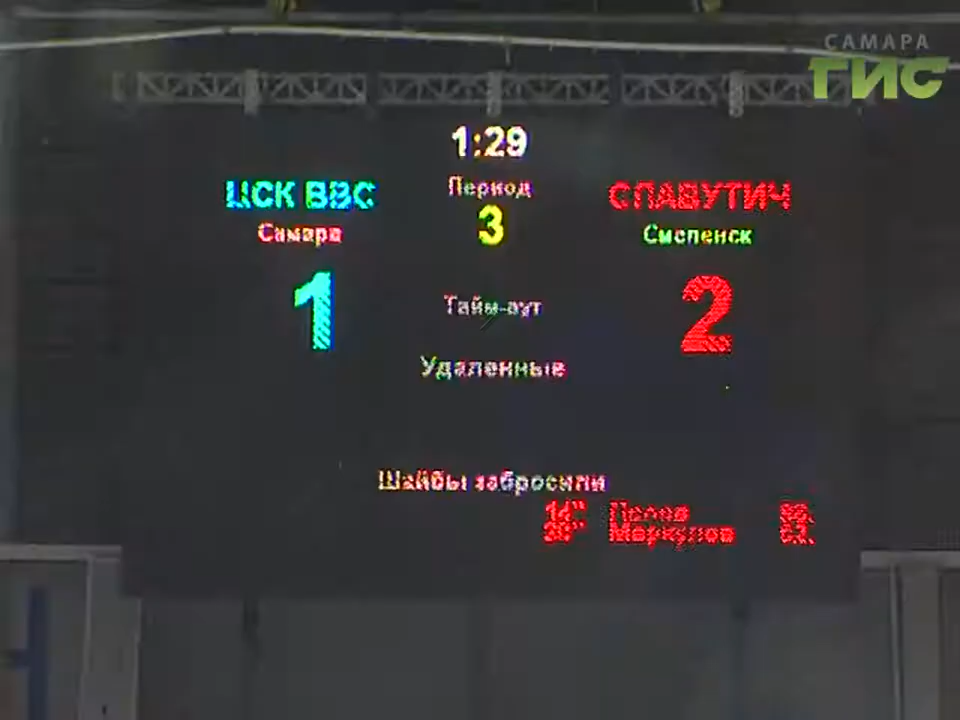 САМАРА
ГИС
1:29
ЦСК ВВС
Период
СЛАВУТИЧ
Самара
3
Смоленск
1
Тайм-аут
2
Удаленные
Шайбы забросили
14"
Меркулов